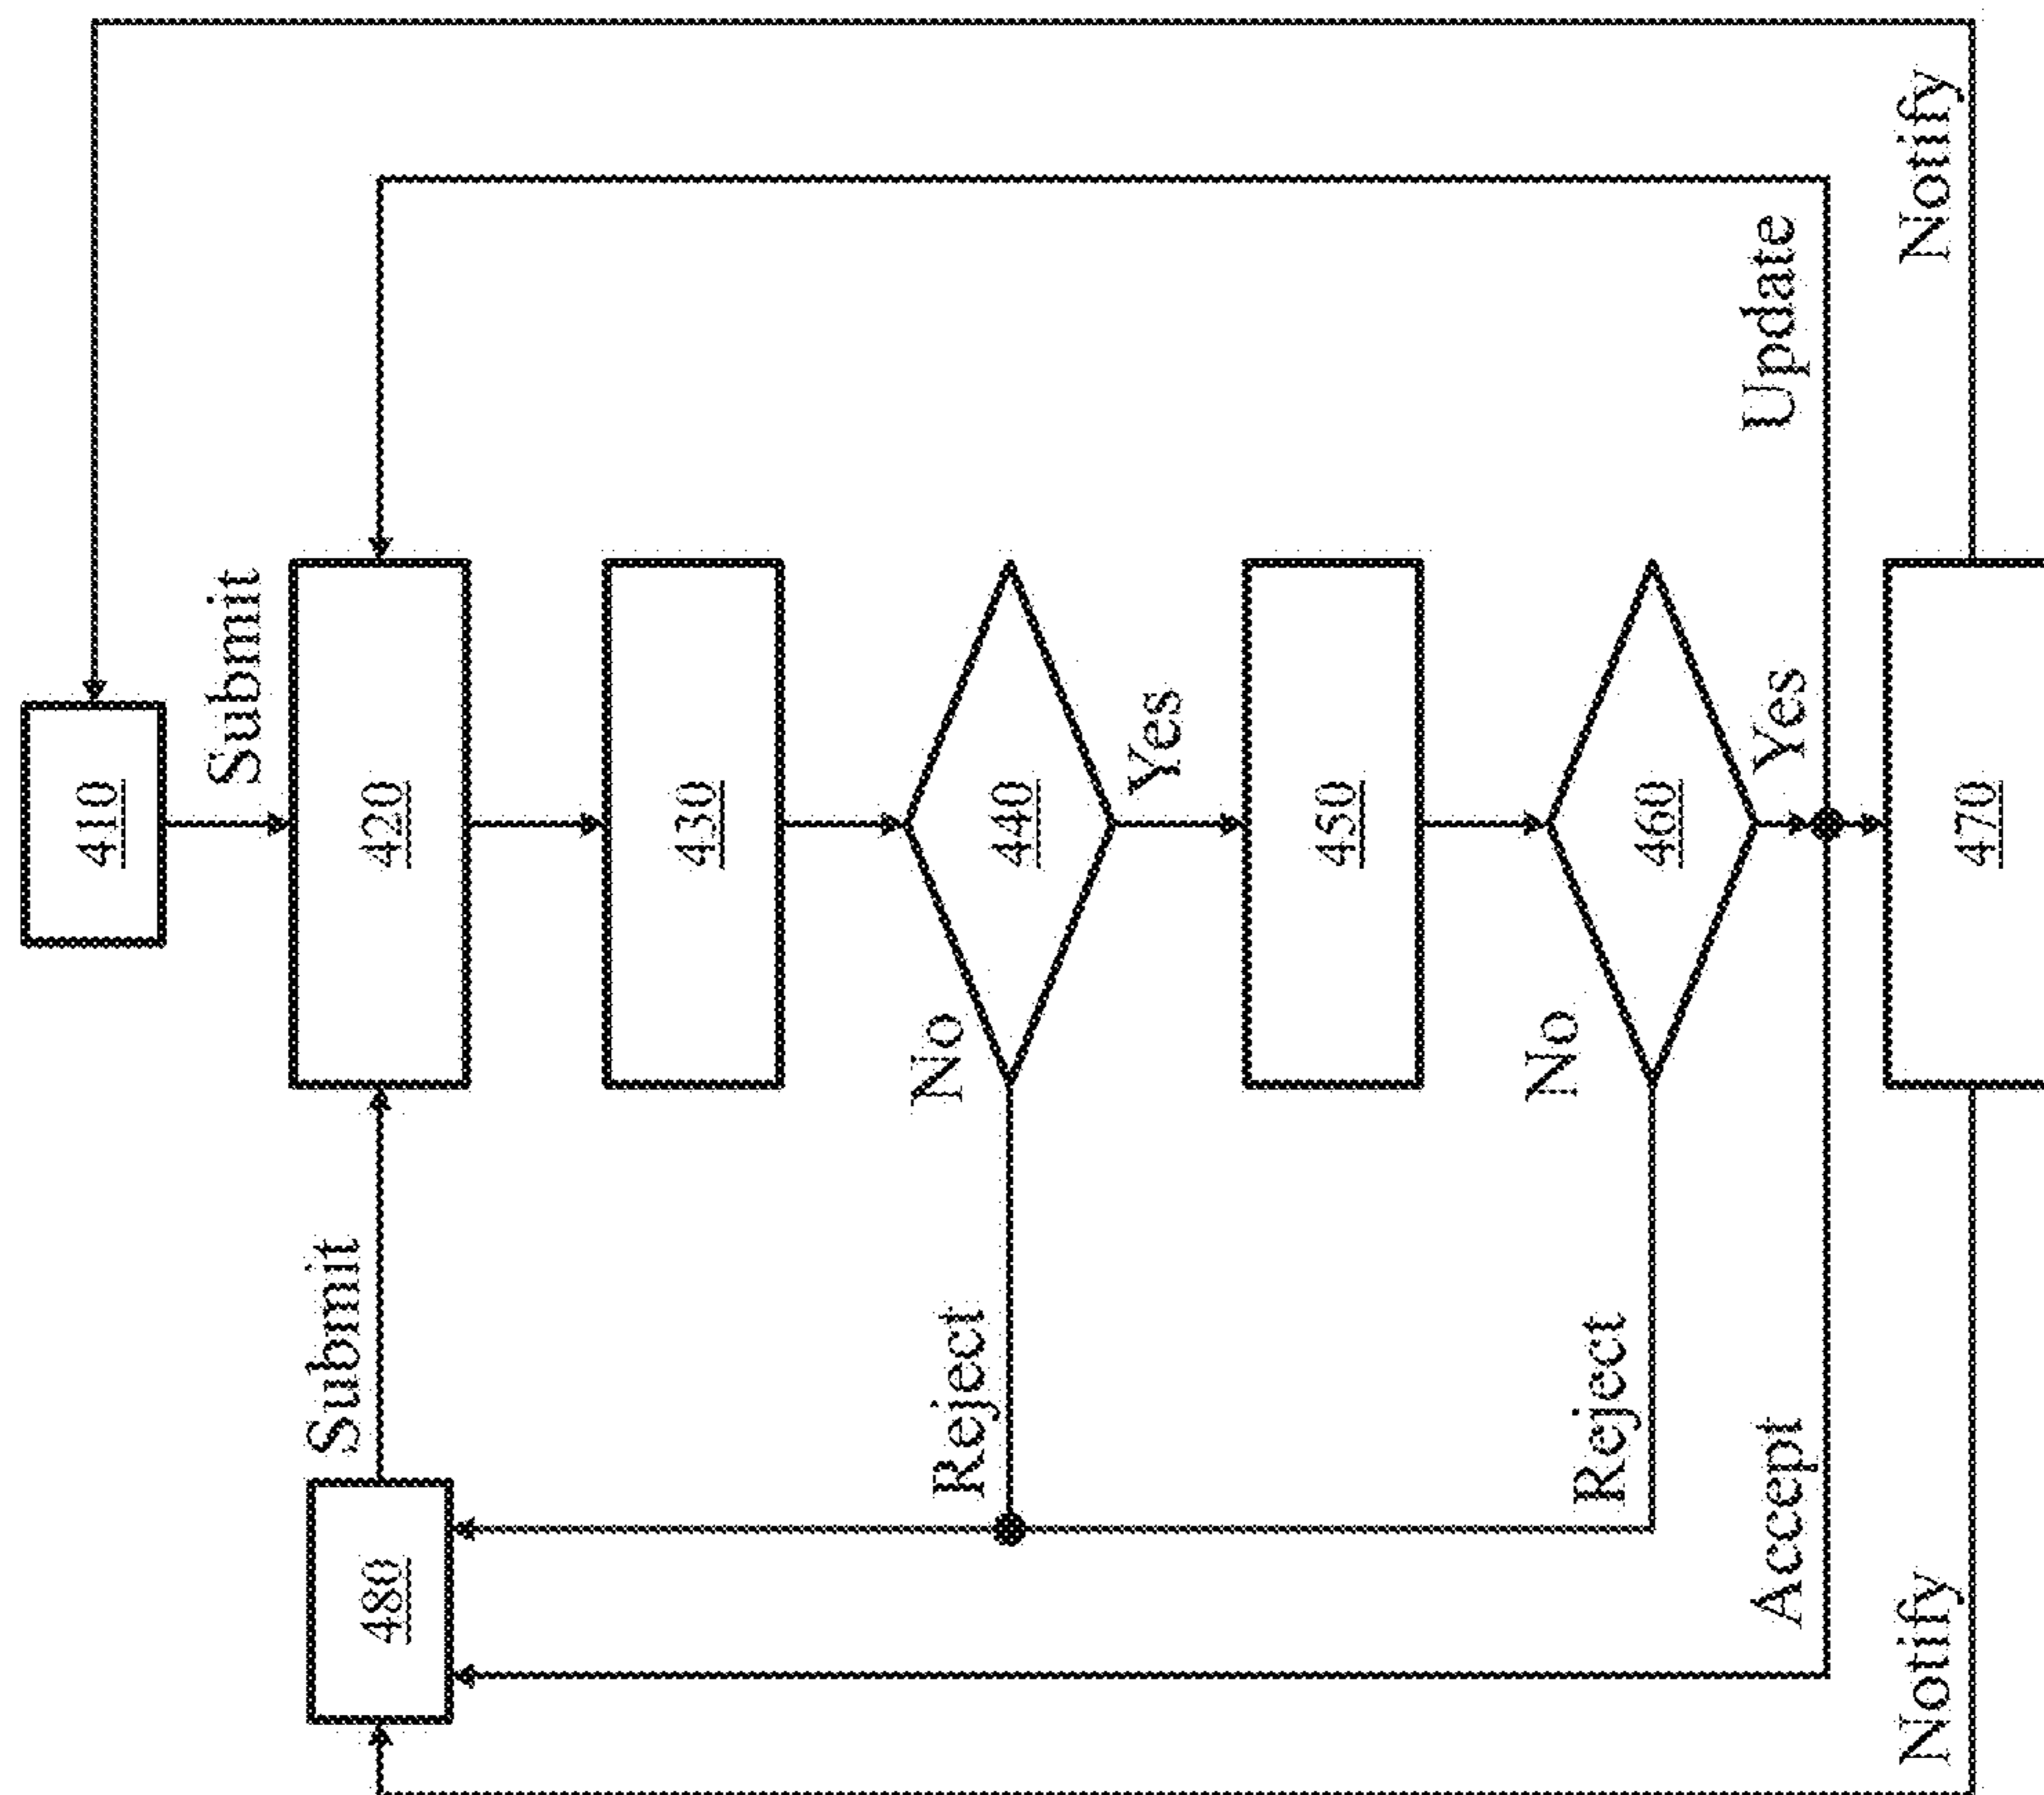 410
Submit
420
Submit
480
430
440
No
Yes
Reject
450
460
No
Yes
Reject
Update
Accept
470
Notify
Notify